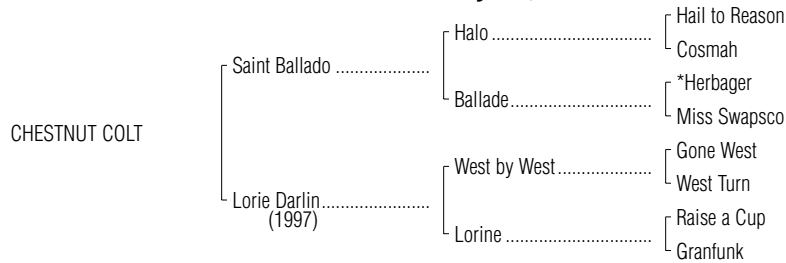 Hail to Reason
Halo ................................
Cosmah
Saint Ballado ...................
*Herbager
Ballade............................
Miss Swapsco
CHESTNUT COLT
Gone West
West by West...................
West Turn
Lorie Darlin......................
(1997)
Raise a Cup
Lorine .............................
Granfunk